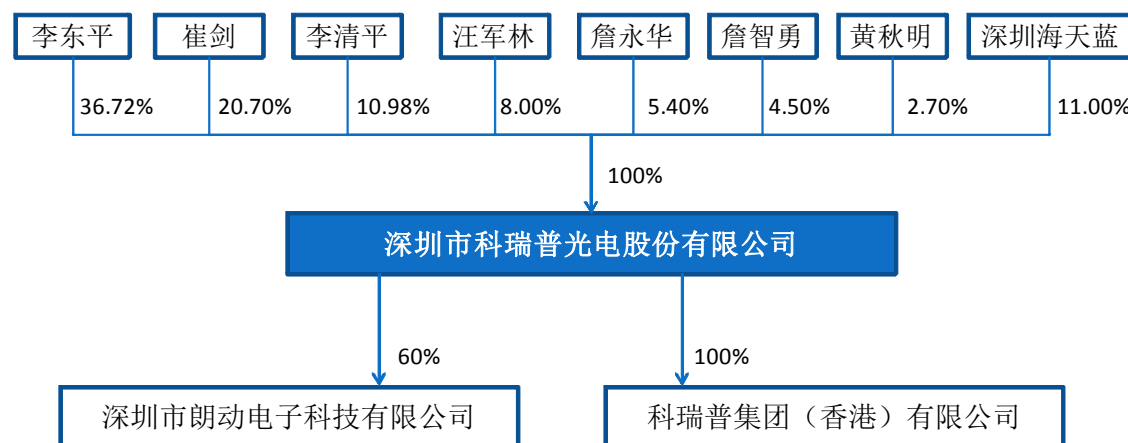 李东平 崔剑 李清平 汪军林 詹永华 詹智勇 黄秋明 深圳海天蓝
36.72% 20.70% 10.98% 8.00% 5.40% 4.50% 2.70% 11.00%
100%
深圳市科瑞普光电股份有限公司
60% 100%
深圳市朗动电子科技有限公司 科瑞普集团（香港）有限公司